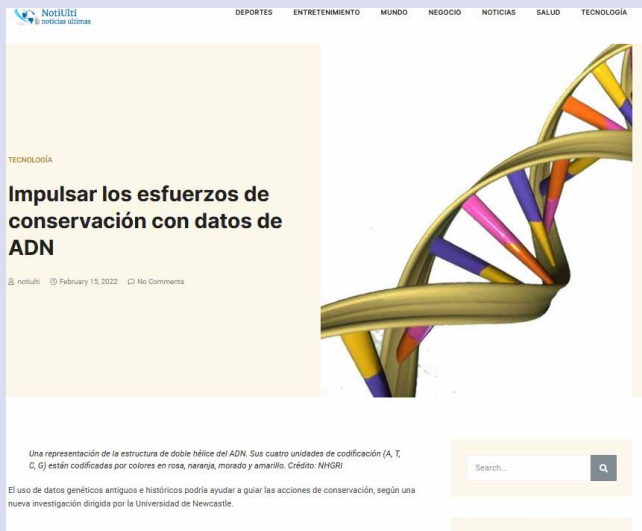 NotiUlti
noticias ultimas
DEPORTES ENTRETENIMIENTO MUNDO NEGOCIO NOTICIAS SALUD TECNOLOGÍA
TECNOLOGÍA
Impulsar los esfuerzos de
conservación con datos de
ADN
notiulti February 15, 2022 No Comments
Una representación de la estructura de doble hélice del ADN. Sus cuatro unidades de codificación (A, T,
C, G) están codificadas por colores en rosa, naranja, morado y amarillo. Crédito: NHGRI
Search...
El uso de datos genéticos antiguos e históricos podría ayudar a guiar las acciones de conservación, según una
nueva investigación dirigida por la Universidad de Newcastle.